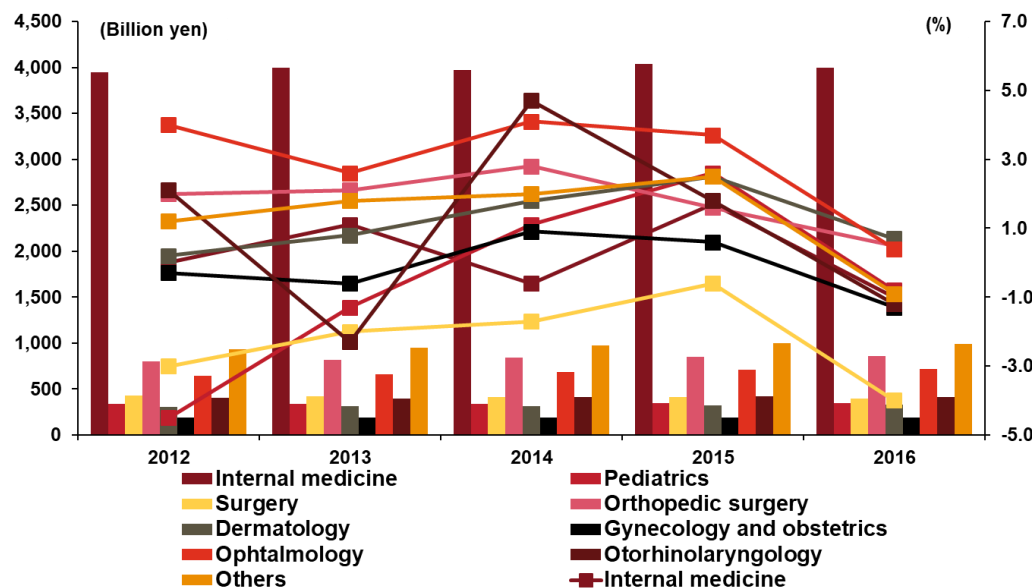 4,500 (Billion yen) (%) 7.0
4,000 5.0
3,500
3,000 3.0
2,500
2,000 1.0
1,500
1,000 -1.0
500 -3.0
0 -5.0
2012 2013 2014 2015 2016
Internal medicine Pediatrics
Surgery Orthopedic surgery
Dermatology Gynecology and obstetrics
Ophtalmology Otorhinolaryngology
Others Internal medicine